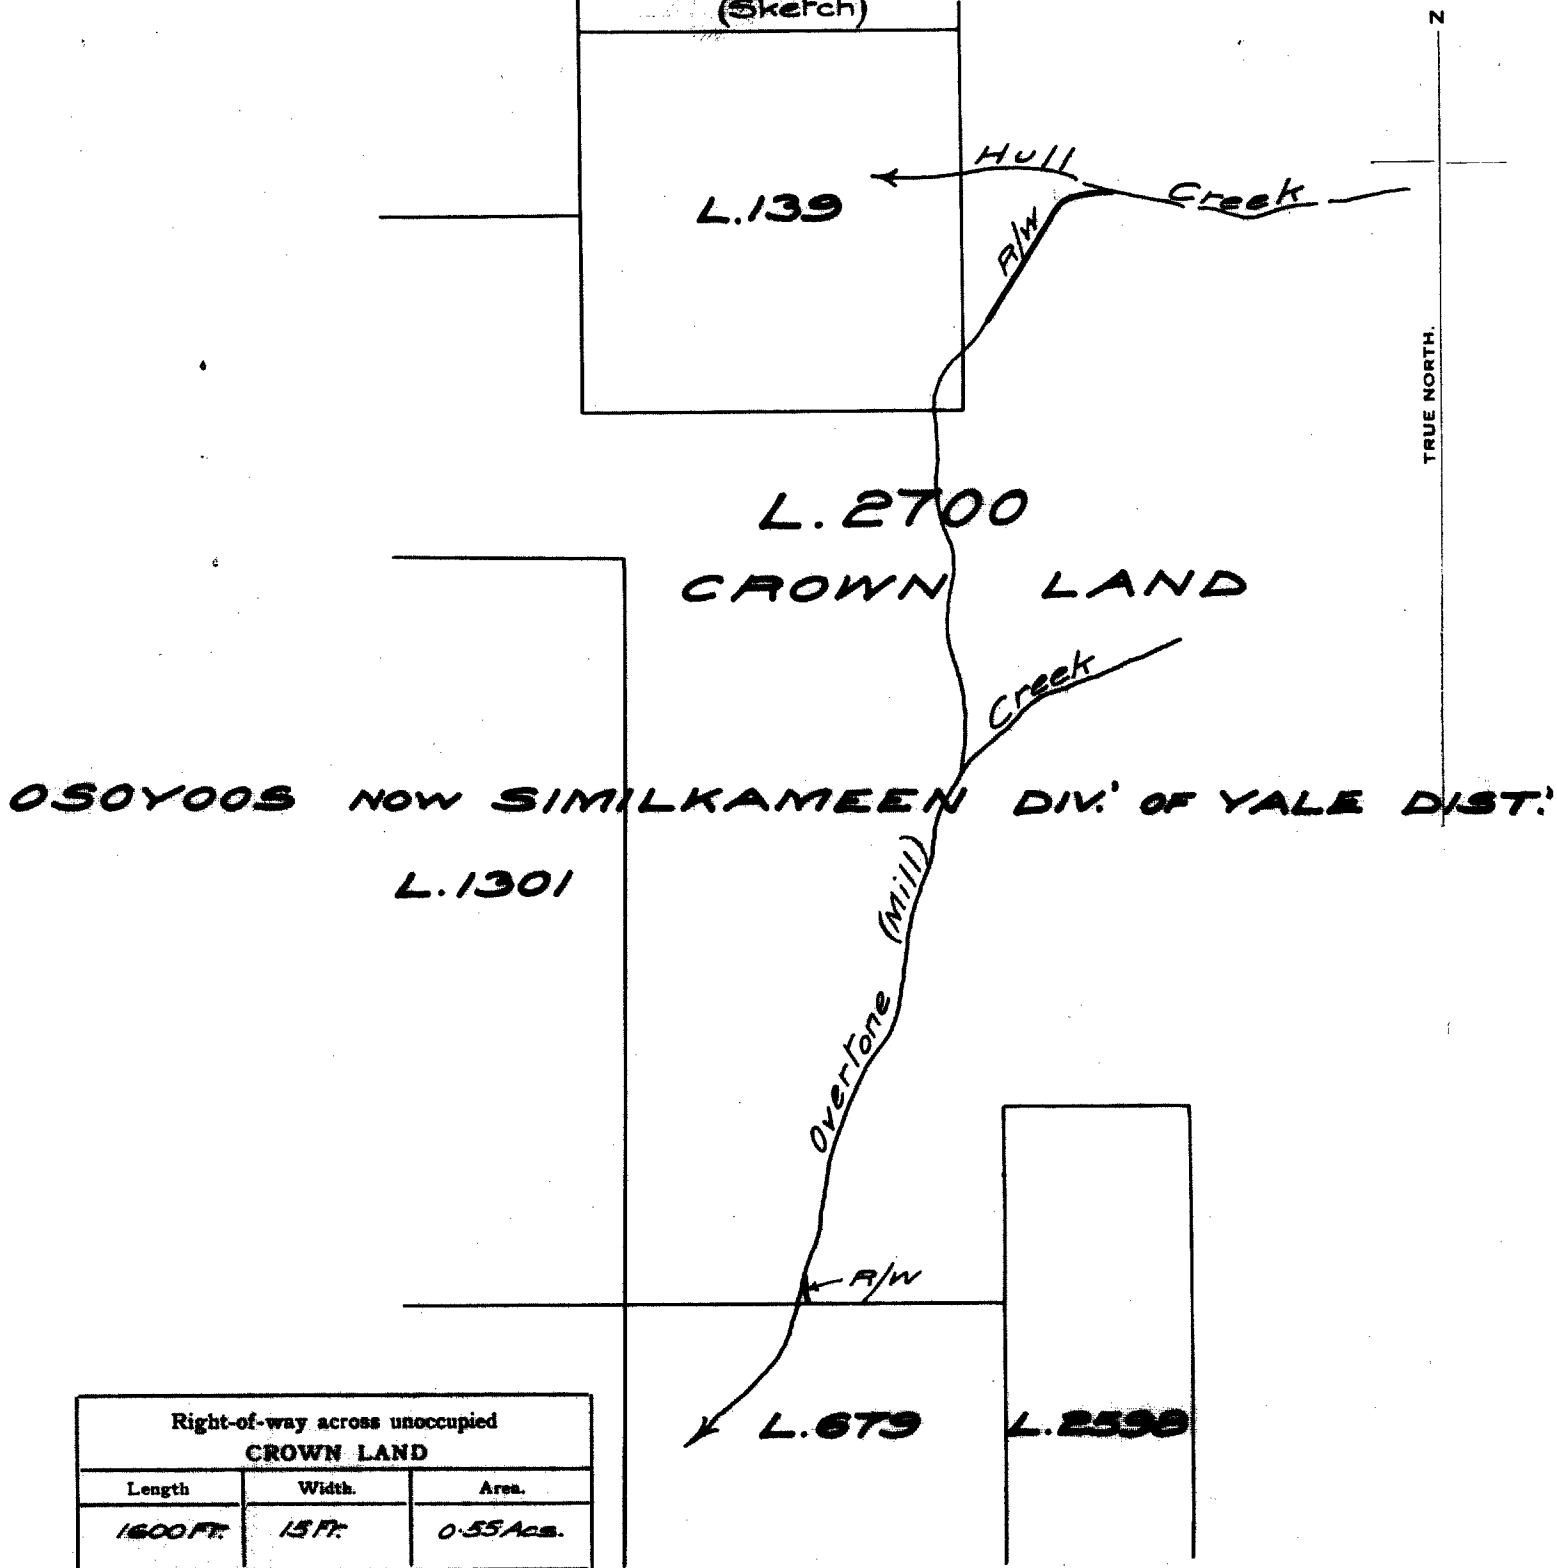 (Sketch)
N
Hull Creek
L.139
R/W
TRUE NORTH.
L.2700
CROWN LAND
Creek
OSOYOOS NOW SIMILKAMEEN DIV. OF YALE DIST.
L.1301
(Mill)
Overtone
R/W
L.679
L.2598
Right-of-way across unoccupied
CROWN LAND
Length Width. Area.
1600 FT. 15 FT. 0.55 Acs.